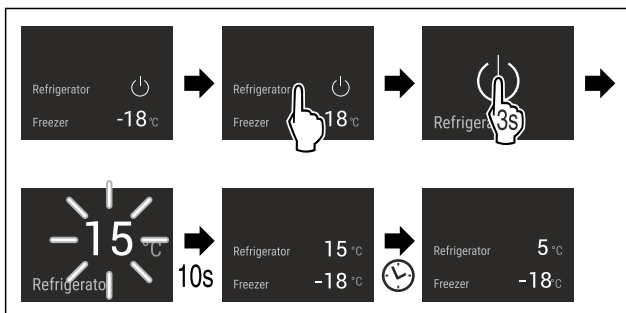 Refrigerator
Freezer -18 °C
Refrigerator
Freezer 18 °C
Refrigera 3s
15 °C
Refrigerato
10s
Refrigerator 15 °C
Freezer -18 °C
Refrigerator 5 °C
Freezer -18 °C